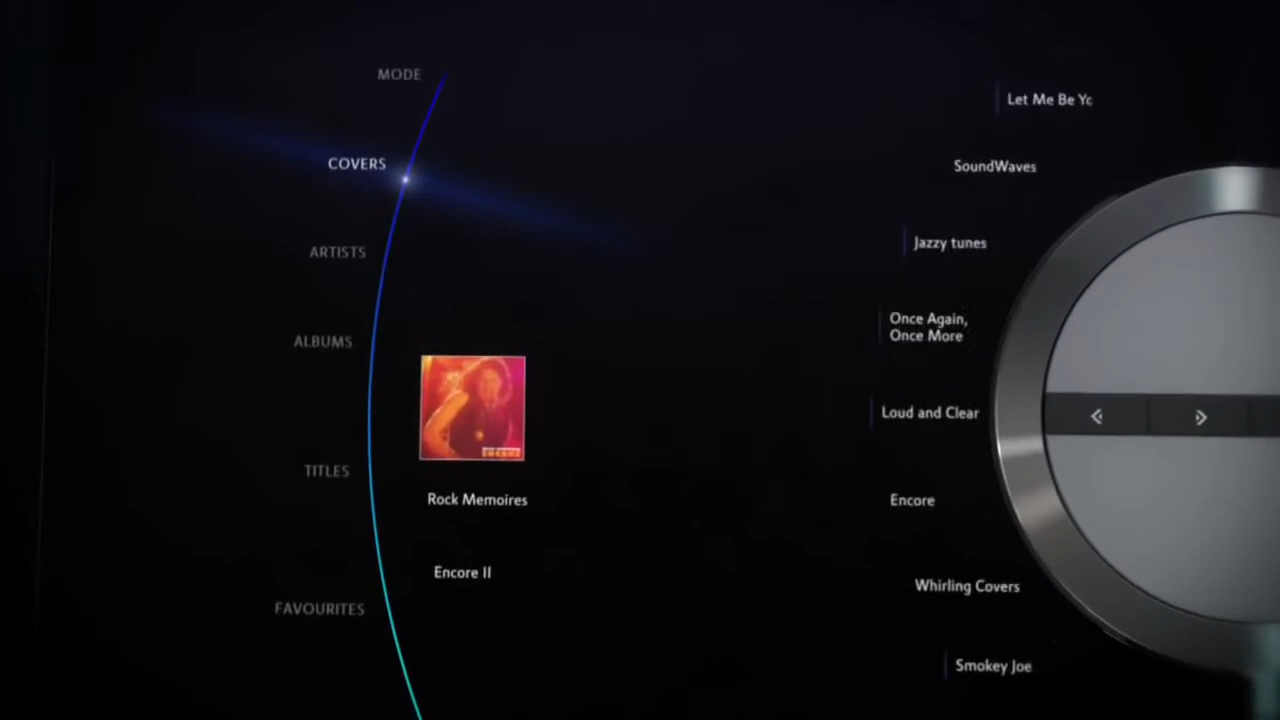 MODE
COVERS
ARTISTS
ALBUMS
TITLES
FAVOURITES
Rock Memoires
Encore II
Let Me Be Yo
SoundWaves
Jazzy tunes
Once Again,
Once More
Loud and Clear
Encore
Whirling Covers
Smokey Joe